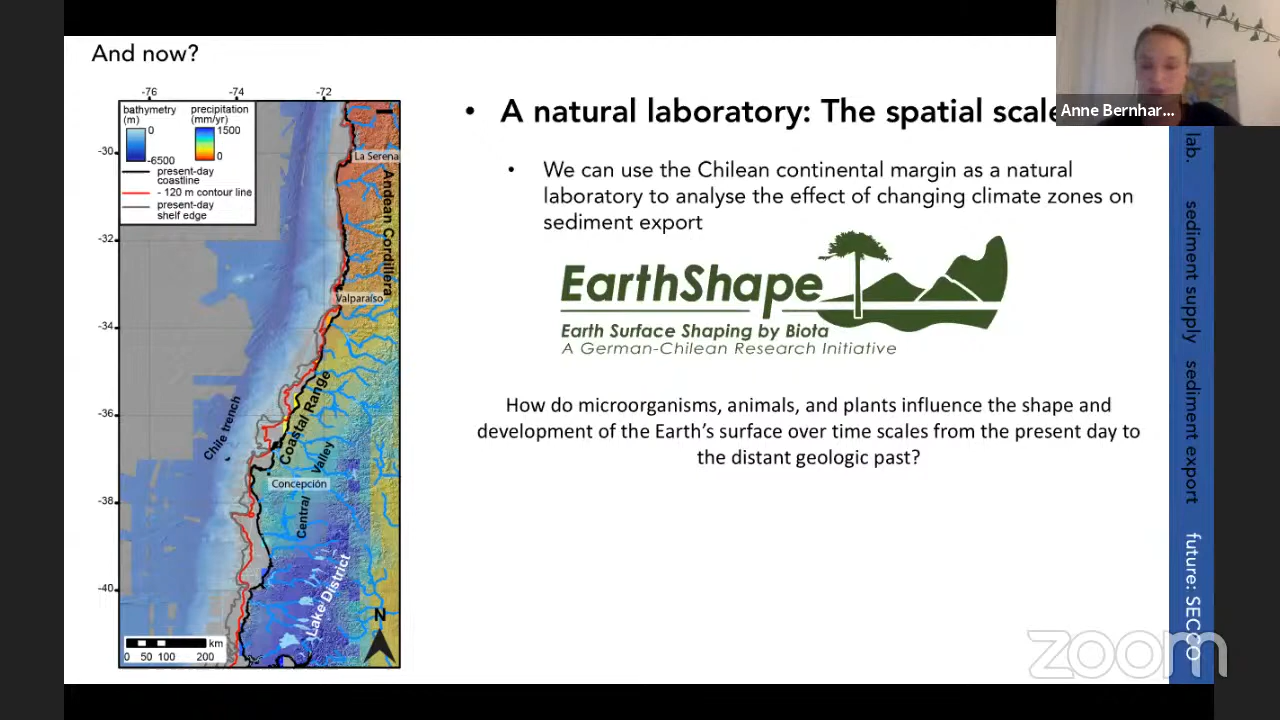 And now?
-76
-74
-72
bathymetry
(m)
0
-6500
precipitation
(mm/yr)
1500
0
present-day
coastline
- 120 m contour line
present-day
shelf edge
-30
-32
-34
-36
-38
-40
La Serena
Andean Cordillera
Valparaíso
Coastal Range
Chile trench
Valley
Concepción
Central
Lake District
N
km
0 50 100 200
• A natural laboratory: The spatial scale
Anne Bernhar...
• We can use the Chilean continental margin as a natural
laboratory to analyse the effect of changing climate zones on
sediment export
EarthShape
Earth Surface Shaping by Biota
A German-Chilean Research Initiative
How do microorganisms, animals, and plants influence the shape and
development of the Earth's surface over time scales from the present day to
the distant geologic past?
lab.
sediment supply
sediment export
future: SECCO
zoom